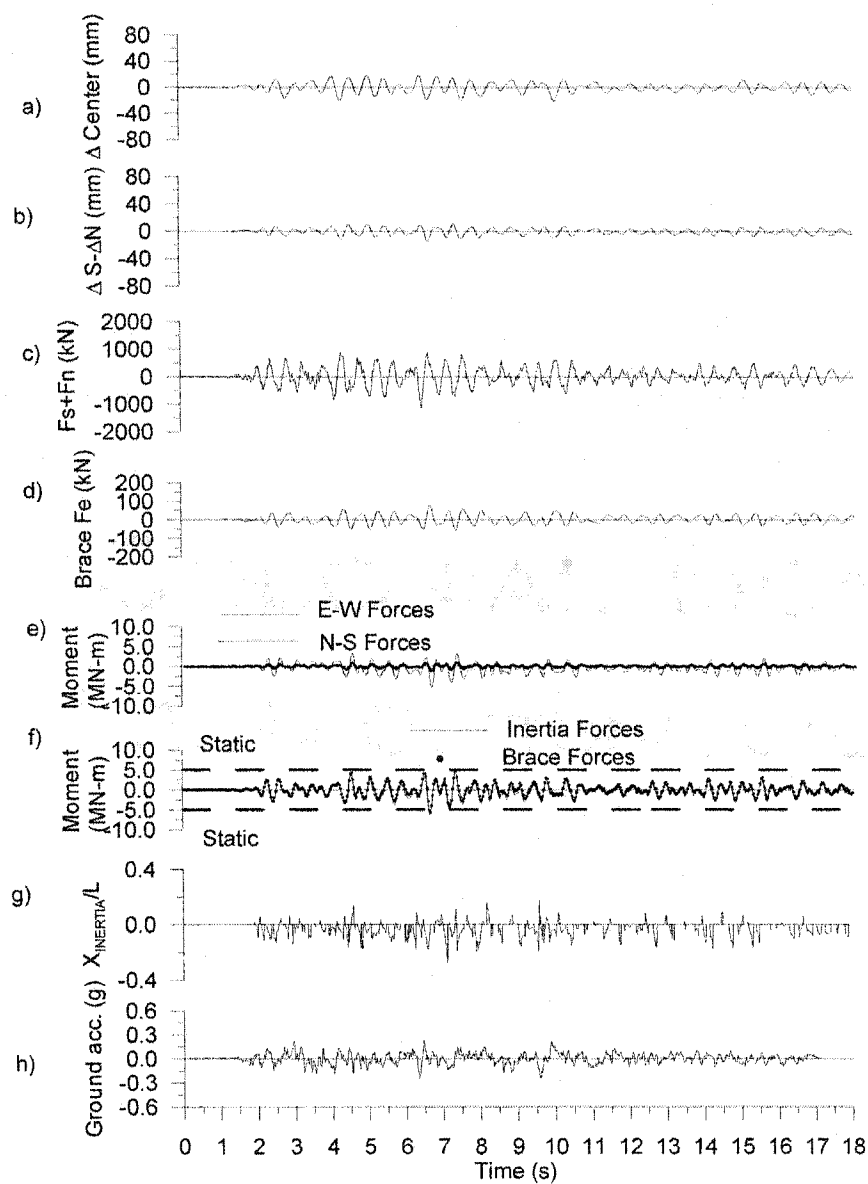 a)
Δ Center (mm)
80
40
0
-40
-80
b)
Δ S-ΔN (mm)
80
40
0
-40
-80
c)
Fs+Fn (kN)
2000
1000
0
-1000
-2000
d)
Brace Fe (kN)
200
100
0
-100
-200
E-W Forces
N-S Forces
e)
Moment
(MN-m)
10.0
5.0
0.0
-5.0
10.0
f)
Inertia Forces
Brace Forces
Static
Moment
(MN-m)
10.0
5.0
0.0
-5.0
10.0
Static
g)
XINERTIA/L
0.4
0.0
-0.4
h)
Ground acc. (g)
0.6
0.3
0.0
-0.3
-0.6
0 1 2 3 4 5 6 7 8 9 10 11 12 13 14 15 16 17 18
Time (s)